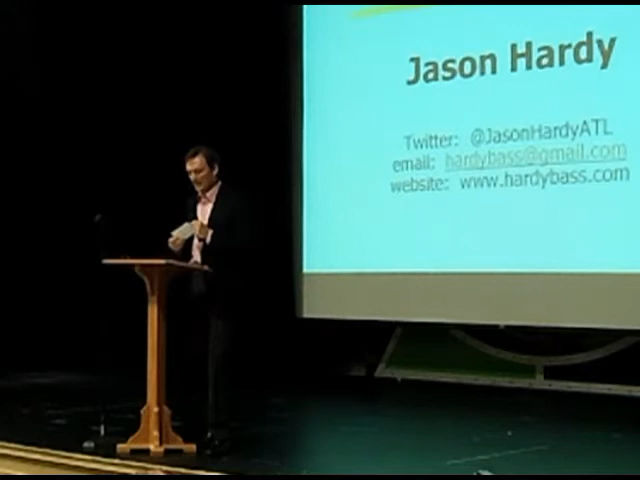 Jason Hardy
Twitter: @JasonHardyATL
email: hardybass@gmail.com
website: www.hardybass.com